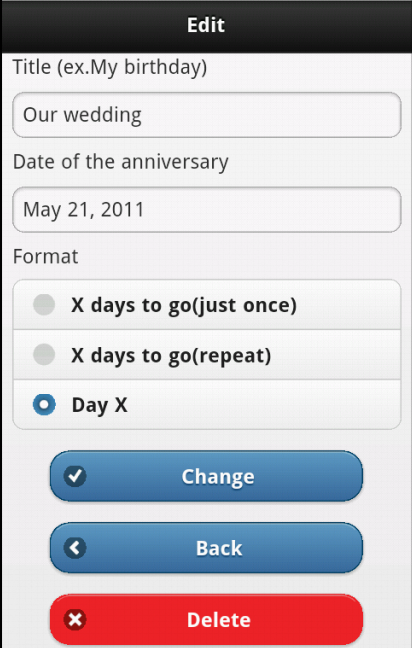 Edit
Title (ex.My birthday)
Our wedding
Date of the anniversary
May 21, 2011
Format
X days to go(just once)
X days to go(repeat)
Day X
Change
Back
Delete